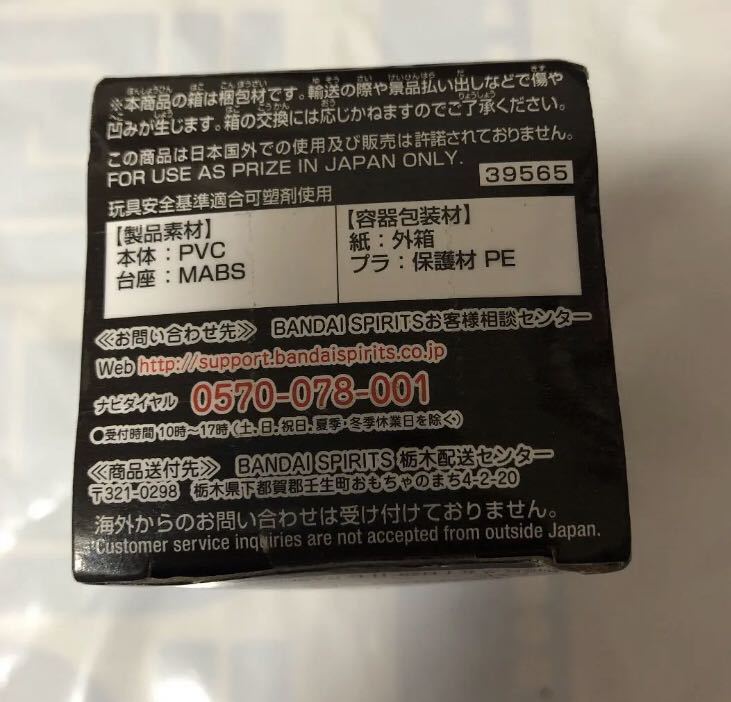 ※本商品の箱は梱包材です。輸送の際や景品払い出しなどで傷や
凹みが生じます。箱の交換には応じかねますのでご了承ください。
この商品は日本国外での使用及び販売は許諾されておりません。
FOR USE AS PRIZE IN JAPAN ONLY.
39565
玩具安全基準適合可塑剤使用
【製品素材】
本体：PVC
台座：MABS
【容器包装材】
紙：外箱
プラ：保護材 PE
≪お問い合わせ先≫ BANDAI SPIRITSお客様相談センター
Web http://support.bandaispirits.co.jp
ナビダイヤル 0570-078-001
●受付時間 10時〜17時（土、日、祝日、夏季・冬季休業日を除く）
≪商品送付先≫ BANDAI SPIRITS 栃木配送センター
〒321-0298 栃木県下都賀郡壬生町おもちゃのまち4-2-20
海外からのお問い合わせは受け付けておりません。
Customer service inquiries are not accepted from outside Japan.